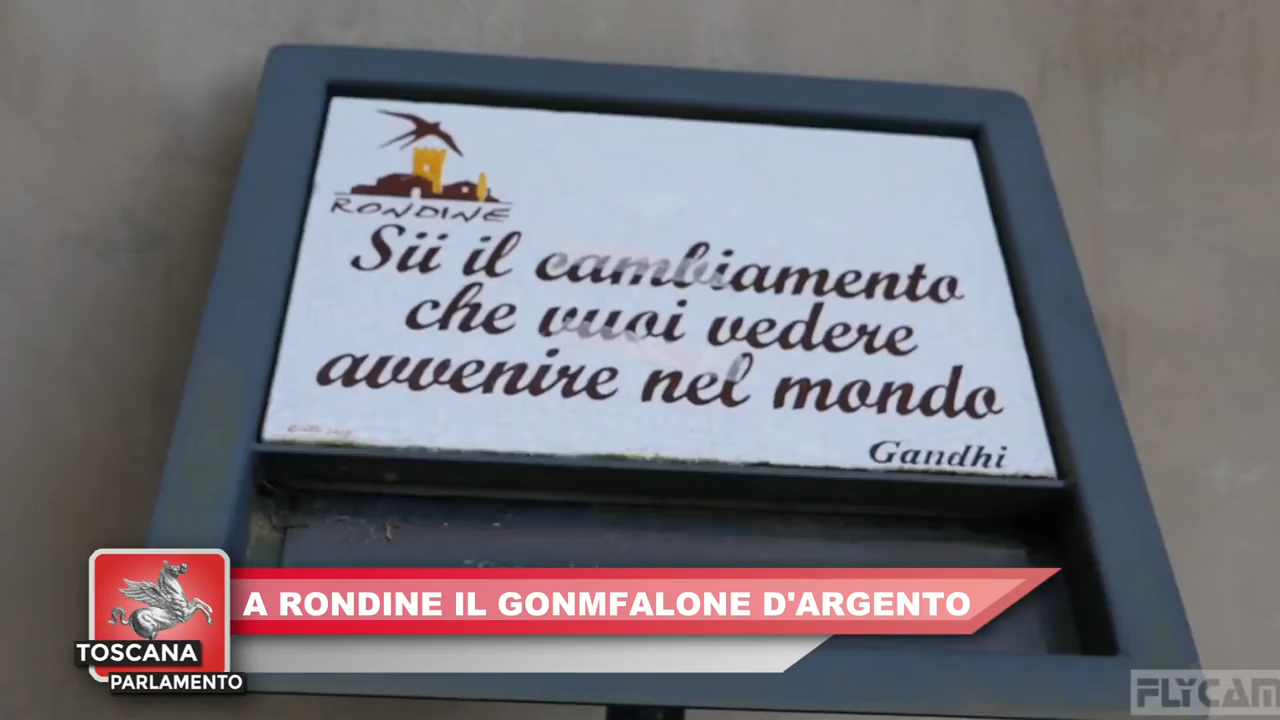 RONDINE
Sii il cambiamento
che vuoi vedere
avvenire nel mondo
Gandhi
A RONDINE IL GONMFALONE D'ARGENTO
TOSCANA
PARLAMENTO
FLYCAM